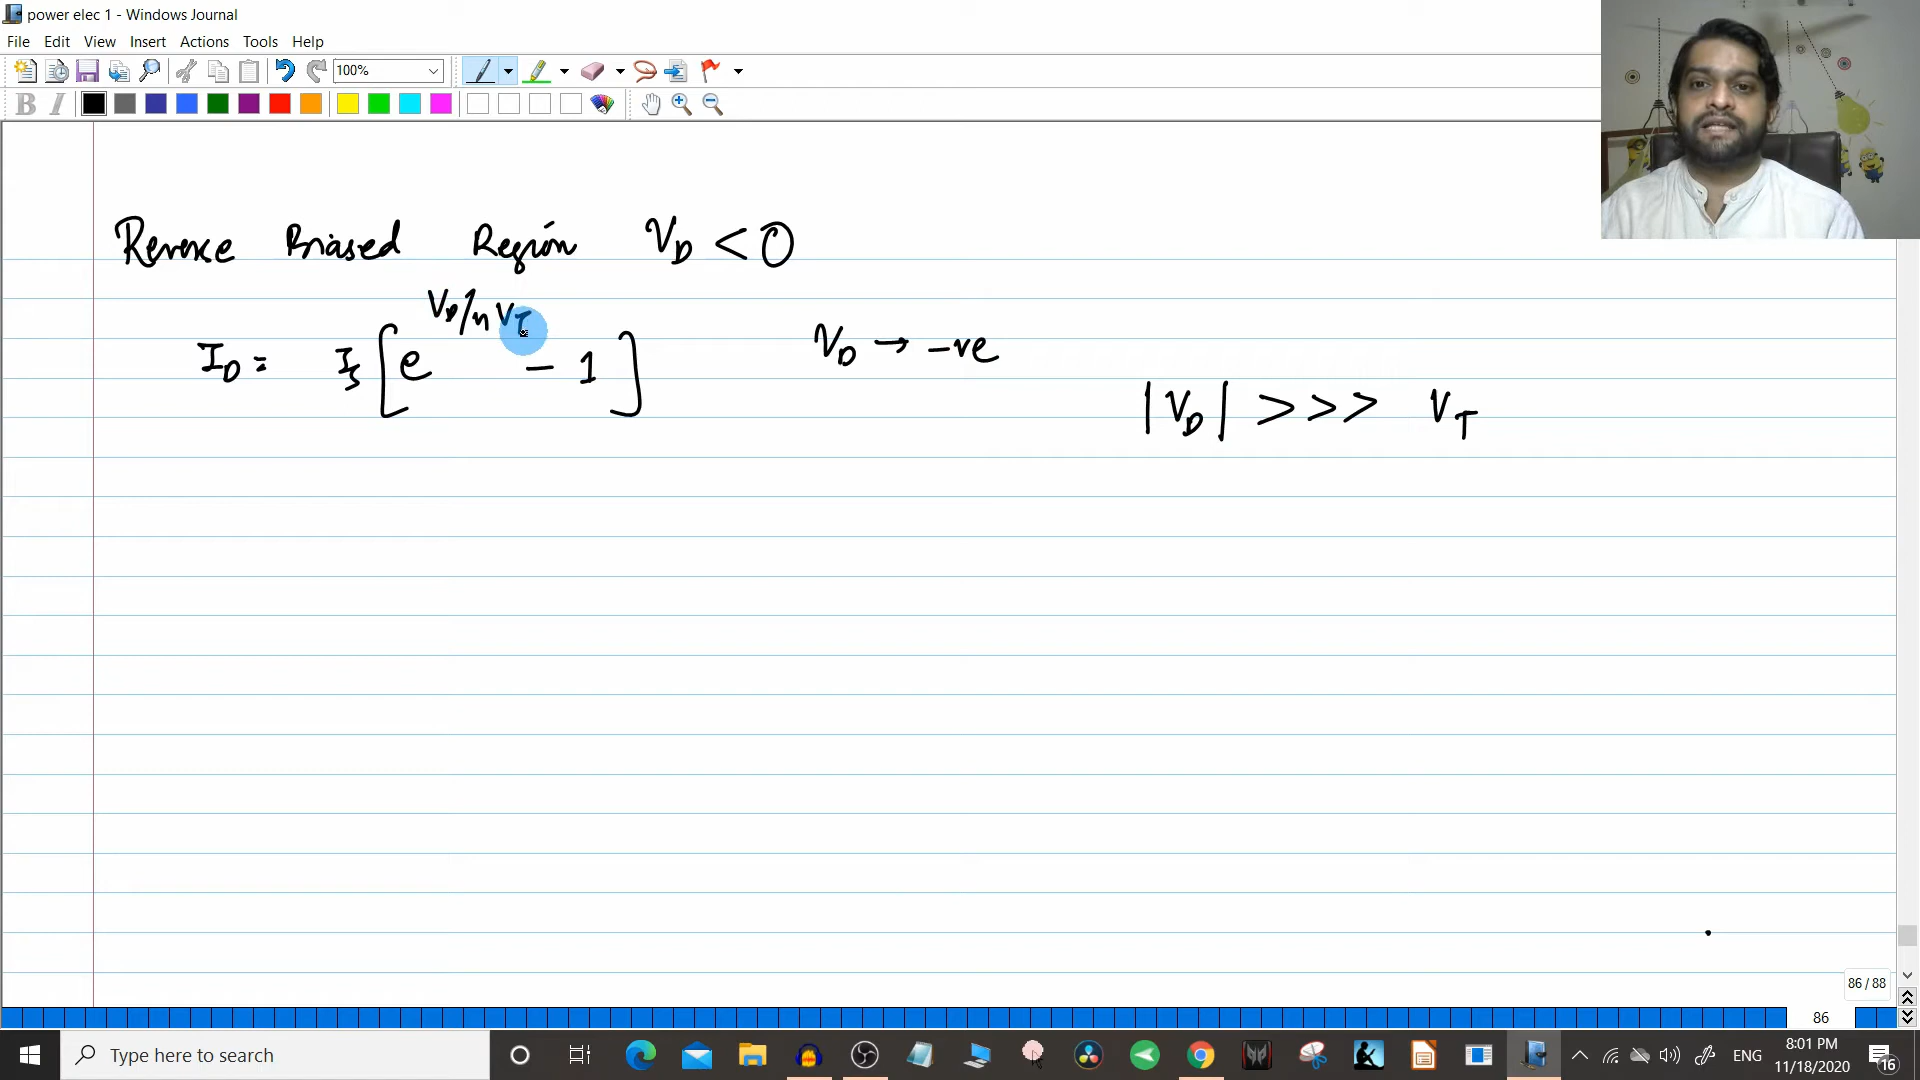 power elec 1 - Windows Journal
File Edit View Insert Actions Tools Help
100%
B I
Reverse Biased Region V_D < 0
I_D = I_S [ e^{V_D/nV_T} - 1 ]
V_D → -ve
|V_D| >>> V_T
86 / 88
86
Type here to search
ENG
8:01 PM
11/18/2020
16